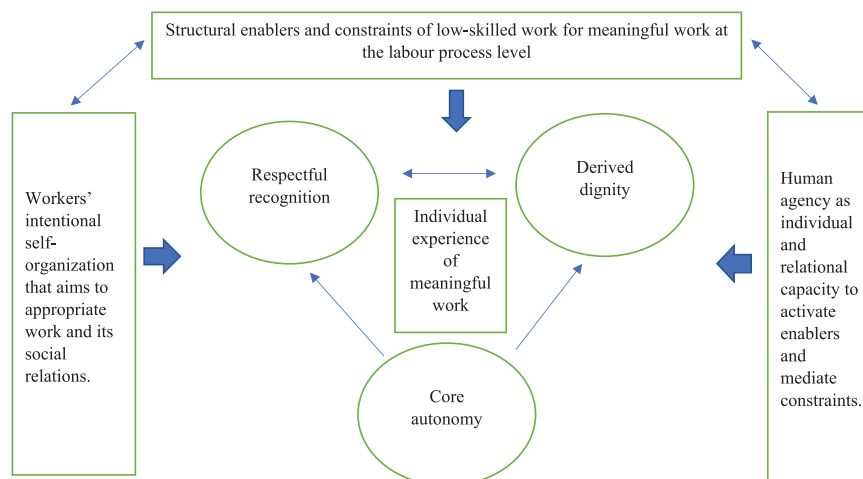 Structural enablers and constraints of low-skilled work for meaningful work at
the labour process level
Respectful
recognition
Derived
dignity
Workers’
intentional
self-
organization
that aims to
appropriate
work and its
social
relations.
Individual
experience
of
meaningful
work
Human
agency as
individual
and
relational
capacity to
activate
enablers
and
mediate
constraints.
Core
autonomy